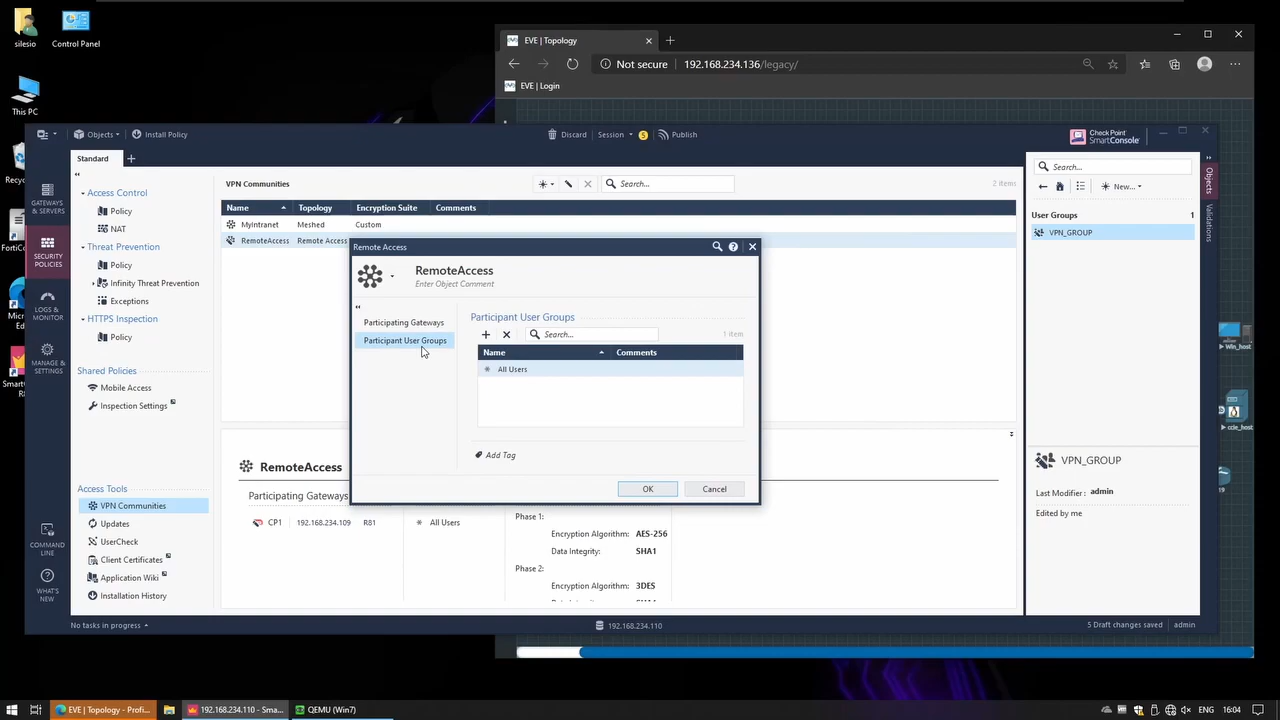 silesio
Control Panel
This PC
EVE | Topology
Not secure
192.168.234.136/legacy/
EVE | Login
Objects
Install Policy
Discard
Session
5
Publish
Check Point
SmartConsole
Standard
Access Control
Policy
NAT
Threat Prevention
Policy
Infinity Threat Prevention
Exceptions
HTTPS Inspection
Policy
Shared Policies
Mobile Access
Inspection Settings
Access Tools
VPN Communities
Updates
UserCheck
Client Certificates
Application Wiki
Installation History
GATEWAYS
& SERVERS
SECURITY
POLICIES
LOGS &
MONITOR
MANAGE &
SETTINGS
COMMAND
LINE
WHAT'S
NEW
VPN Communities
Search...
2 items
Name Topology Encryption Suite Comments
MyIntranet Meshed Custom
RemoteAccess Remote Access
Remote Access
RemoteAccess
Enter Object Comment
Participating Gateways
Participant User Groups
Participant User Groups
Search...
1 item
Name Comments
All Users
Add Tag
OK Cancel
RemoteAccess
Participating Gateways
CP1 192.168.234.109 R81 All Users
Phase 1:
Encryption Algorithm: AES-256
Data Integrity: SHA1
Phase 2:
Encryption Algorithm: 3DES
Search...
New...
User Groups 1
VPN_GROUP
Objects
Validations
VPN_GROUP
Last Modifier: admin
Edited by me
Win_host
ccie_host
No tasks in progress
192.168.234.110
5 Draft changes saved
admin
EVE | Topology - Profi...
192.168.234.110 - Sma...
QEMU (Win7)
ENG 16:04